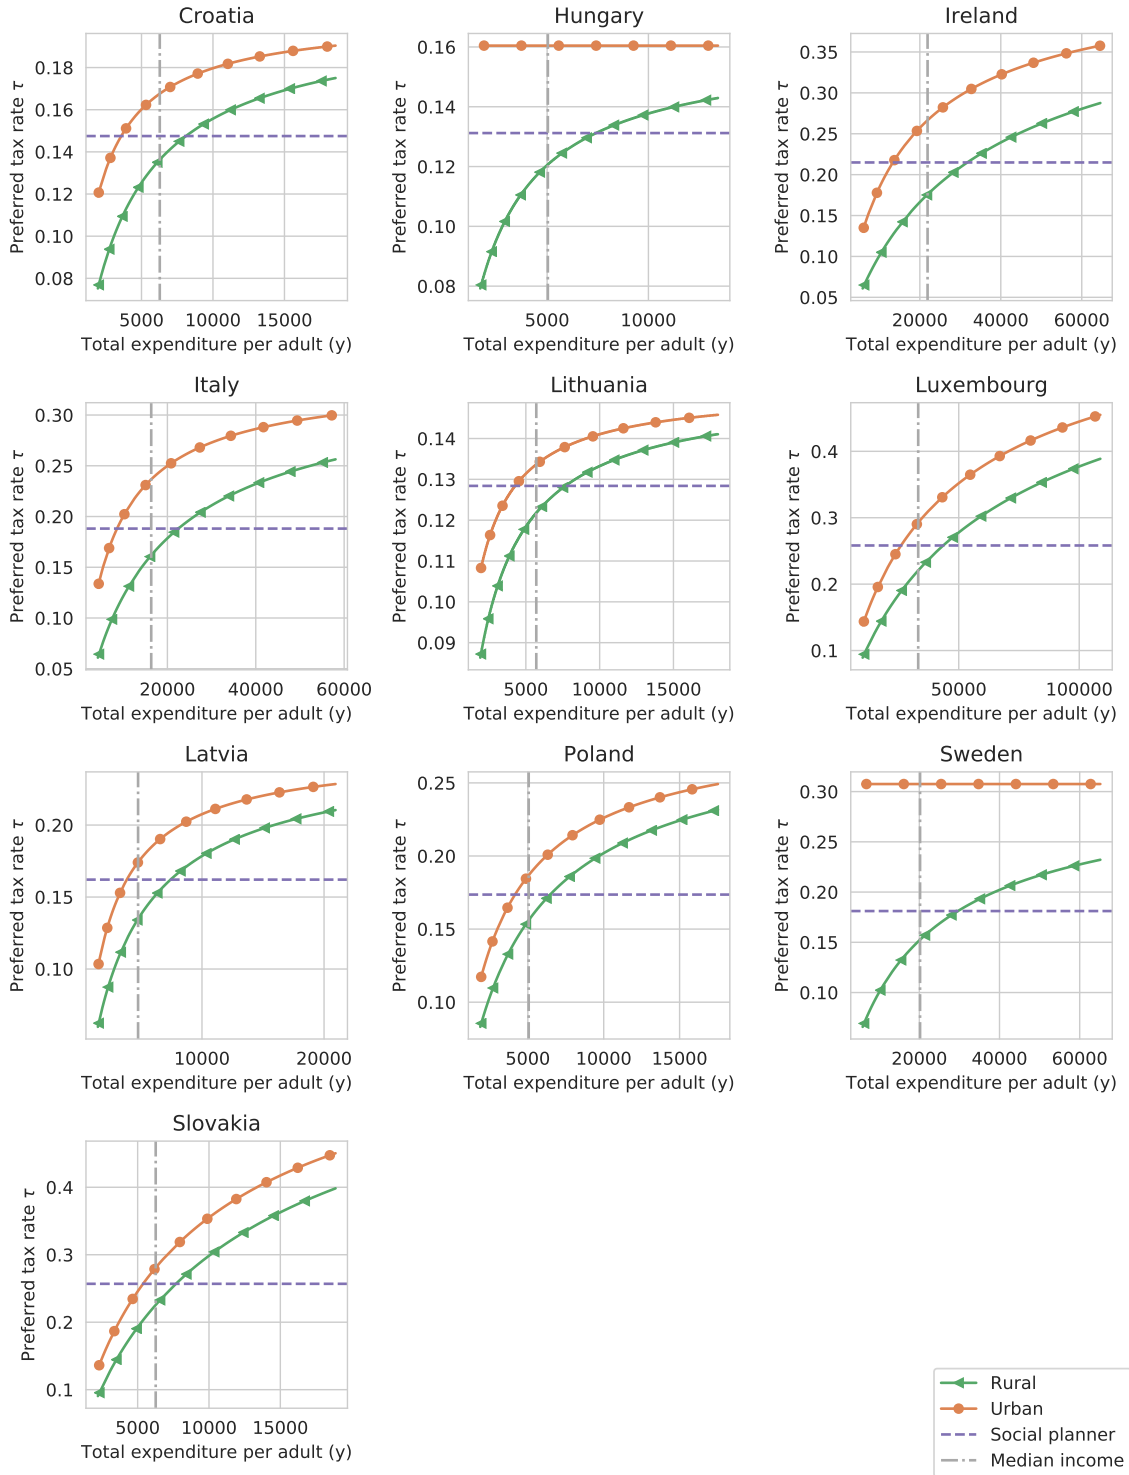 Croatia
Preferred tax rate τ
0.18
0.16
0.14
0.12
0.10
0.08
5000 10000 15000
Total expenditure per adult (y)
Hungary
Preferred tax rate τ
0.16
0.14
0.12
0.10
0.08
5000 10000
Total expenditure per adult (y)
Ireland
Preferred tax rate τ
0.35
0.30
0.25
0.20
0.15
0.10
0.05
20000 40000 60000
Total expenditure per adult (y)
Italy
Preferred tax rate τ
0.30
0.25
0.20
0.15
0.10
0.05
20000 40000 60000
Total expenditure per adult (y)
Lithuania
Preferred tax rate τ
0.14
0.13
0.12
0.11
0.10
0.09
5000 10000 15000
Total expenditure per adult (y)
Luxembourg
Preferred tax rate τ
0.4
0.3
0.2
0.1
50000 100000
Total expenditure per adult (y)
Latvia
Preferred tax rate τ
0.20
0.15
0.10
10000 20000
Total expenditure per adult (y)
Poland
Preferred tax rate τ
0.25
0.20
0.15
0.10
5000 10000 15000
Total expenditure per adult (y)
Sweden
Preferred tax rate τ
0.30
0.25
0.20
0.15
0.10
20000 40000 60000
Total expenditure per adult (y)
Slovakia
Preferred tax rate τ
0.4
0.3
0.2
0.1
5000 10000 15000
Total expenditure per adult (y)
Rural
Urban
Social planner
Median income